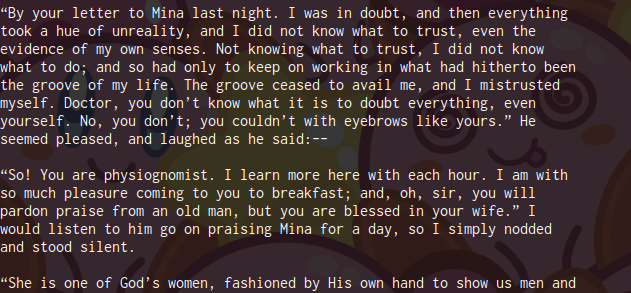 “By your letter to Mina last night. I was in doubt, and then everything
took a hue of unreality, and I did not know what to trust, even the
evidence of my own senses. Not knowing what to trust, I did not know
what to do; and so had only to keep on working in what had hitherto been
the groove of my life. The groove ceased to avail me, and I mistrusted
myself. Doctor, you don’t know what it is to doubt everything, even
yourself. No, you don’t; you couldn’t with eyebrows like yours.” He
seemed pleased, and laughed as he said:--
“So! You are physiognomist. I learn more here with each hour. I am with
so much pleasure coming to you to breakfast; and, oh, sir, you will
pardon praise from an old man, but you are blessed in your wife.” I
would listen to him go on praising Mina for a day, so I simply nodded
and stood silent.
“She is one of God’s women, fashioned by His own hand to show us men and